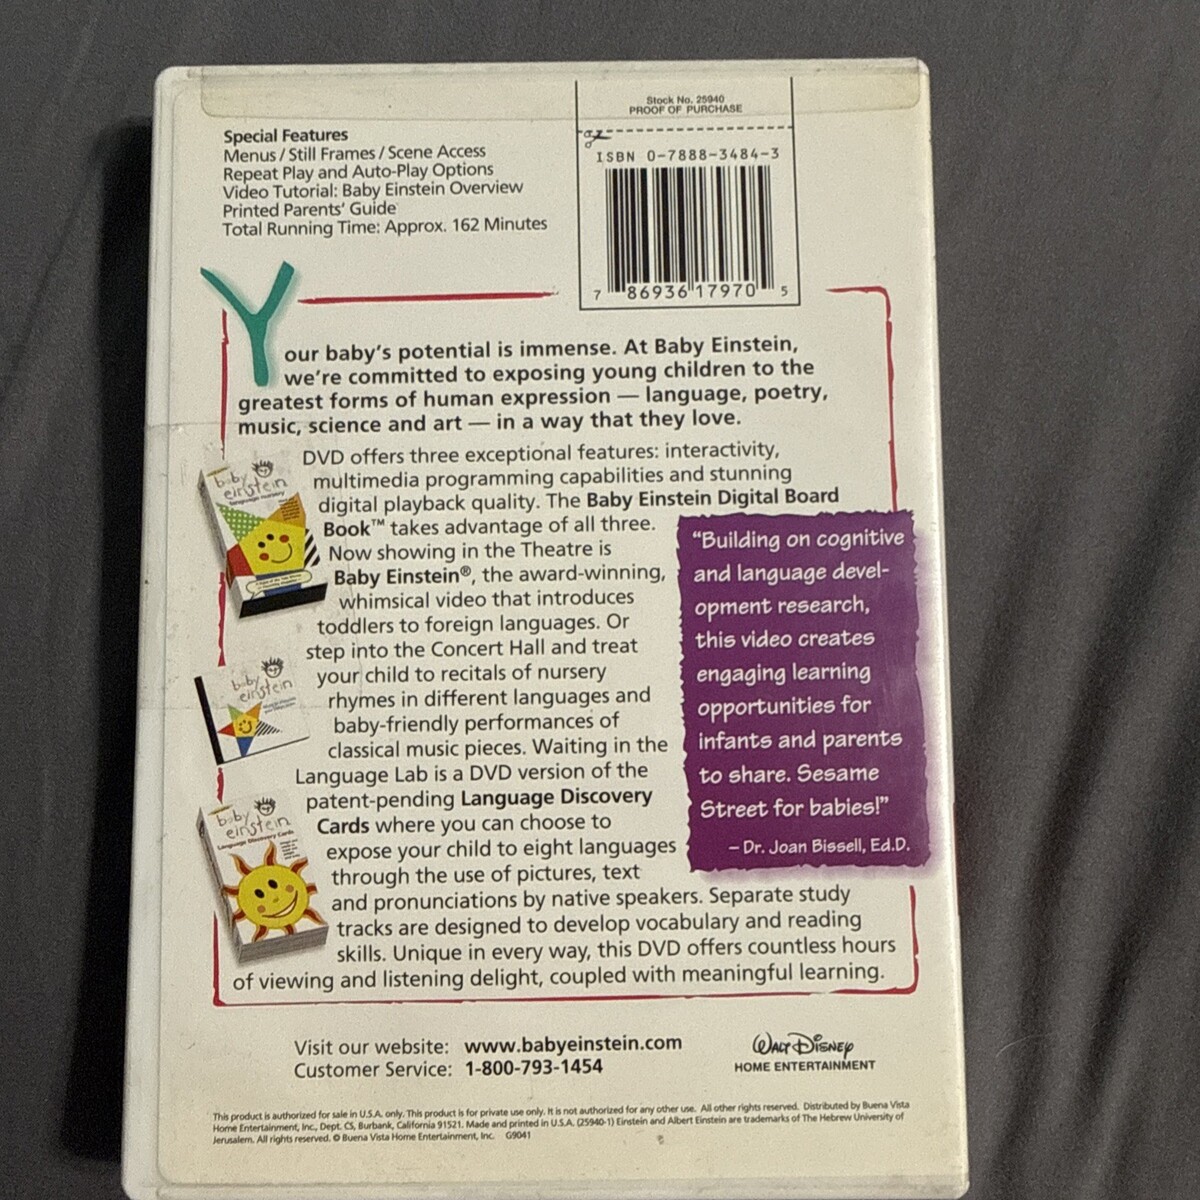 Stock No. 25940
PROOF OF PURCHASE
ISBN 0-7888-3484-3
7 86936 17970 5
Special Features
Menus / Still Frames / Scene Access
Repeat Play and Auto-Play Options
Video Tutorial: Baby Einstein Overview
Printed Parents' Guide
Total Running Time: Approx. 162 Minutes
Your baby's potential is immense. At Baby Einstein,
we're committed to exposing young children to the
greatest forms of human expression — language, poetry,
music, science and art — in a way that they love.
DVD offers three exceptional features: interactivity,
multimedia programming capabilities and stunning
digital playback quality. The Baby Einstein Digital Board
Book™ takes advantage of all three.
Now showing in the Theatre is
Baby Einstein®, the award-winning,
whimsical video that introduces
toddlers to foreign languages. Or
step into the Concert Hall and treat
your child to recitals of nursery
rhymes in different languages and
baby-friendly performances of
classical music pieces. Waiting in the
Language Lab is a DVD version of the
patent-pending Language Discovery
Cards where you can choose to
expose your child to eight languages
through the use of pictures, text
and pronunciations by native speakers. Separate study
tracks are designed to develop vocabulary and reading
skills. Unique in every way, this DVD offers countless hours
of viewing and listening delight, coupled with meaningful learning.
baby
einstein
Language Nursery
baby
einstein
baby
einstein
Language Discovery Cards
"Building on cognitive
and language devel-
opment research,
this video creates
engaging learning
opportunities for
infants and parents
to share. Sesame
Street for babies!"
– Dr. Joan Bissell, Ed.D.
Visit our website: www.babyeinstein.com
Customer Service: 1-800-793-1454
WALT DISNEY
HOME ENTERTAINMENT
This product is authorized for sale in U.S.A. only. This product is for private use only. It is not authorized for any other use. All other rights reserved. Distributed by Buena Vista
Home Entertainment, Inc., Dept. CS, Burbank, California 91521. Made and printed in U.S.A. (25940-1) Einstein and Albert Einstein are trademarks of The Hebrew University of
Jerusalem. All rights reserved. © Buena Vista Home Entertainment, Inc. G9041